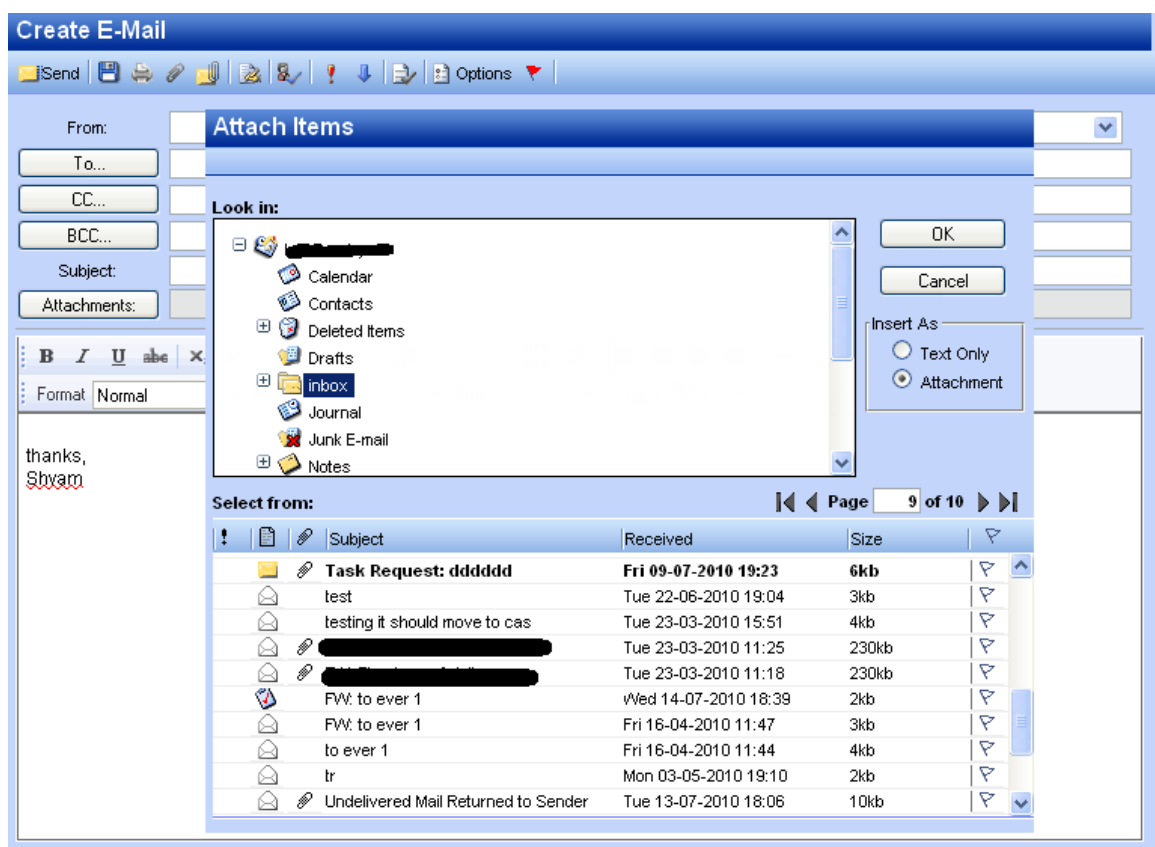 Create E-Mail
Send Options
From:
To...
CC...
BCC...
Subject:
Attachments:
B I U abc X
Format Normal
thanks,
Shyam
Attach Items
Look in:
Calendar
Contacts
Deleted Items
Drafts
inbox
Journal
Junk E-mail
Notes
OK
Cancel
Insert As
Text Only
Attachment
Select from: Page 9 of 10
! Subject Received Size
Task Request: dddddd Fri 09-07-2010 19:23 6kb
test Tue 22-06-2010 19:04 3kb
testing it should move to cas Tue 23-03-2010 15:51 4kb
Tue 23-03-2010 11:25 230kb
Tue 23-03-2010 11:18 230kb
FW: to ever 1 Wed 14-07-2010 18:39 2kb
FW: to ever 1 Fri 16-04-2010 11:47 3kb
to ever 1 Fri 16-04-2010 11:44 4kb
tr Mon 03-05-2010 19:10 2kb
Undelivered Mail Returned to Sender Tue 13-07-2010 18:06 10kb